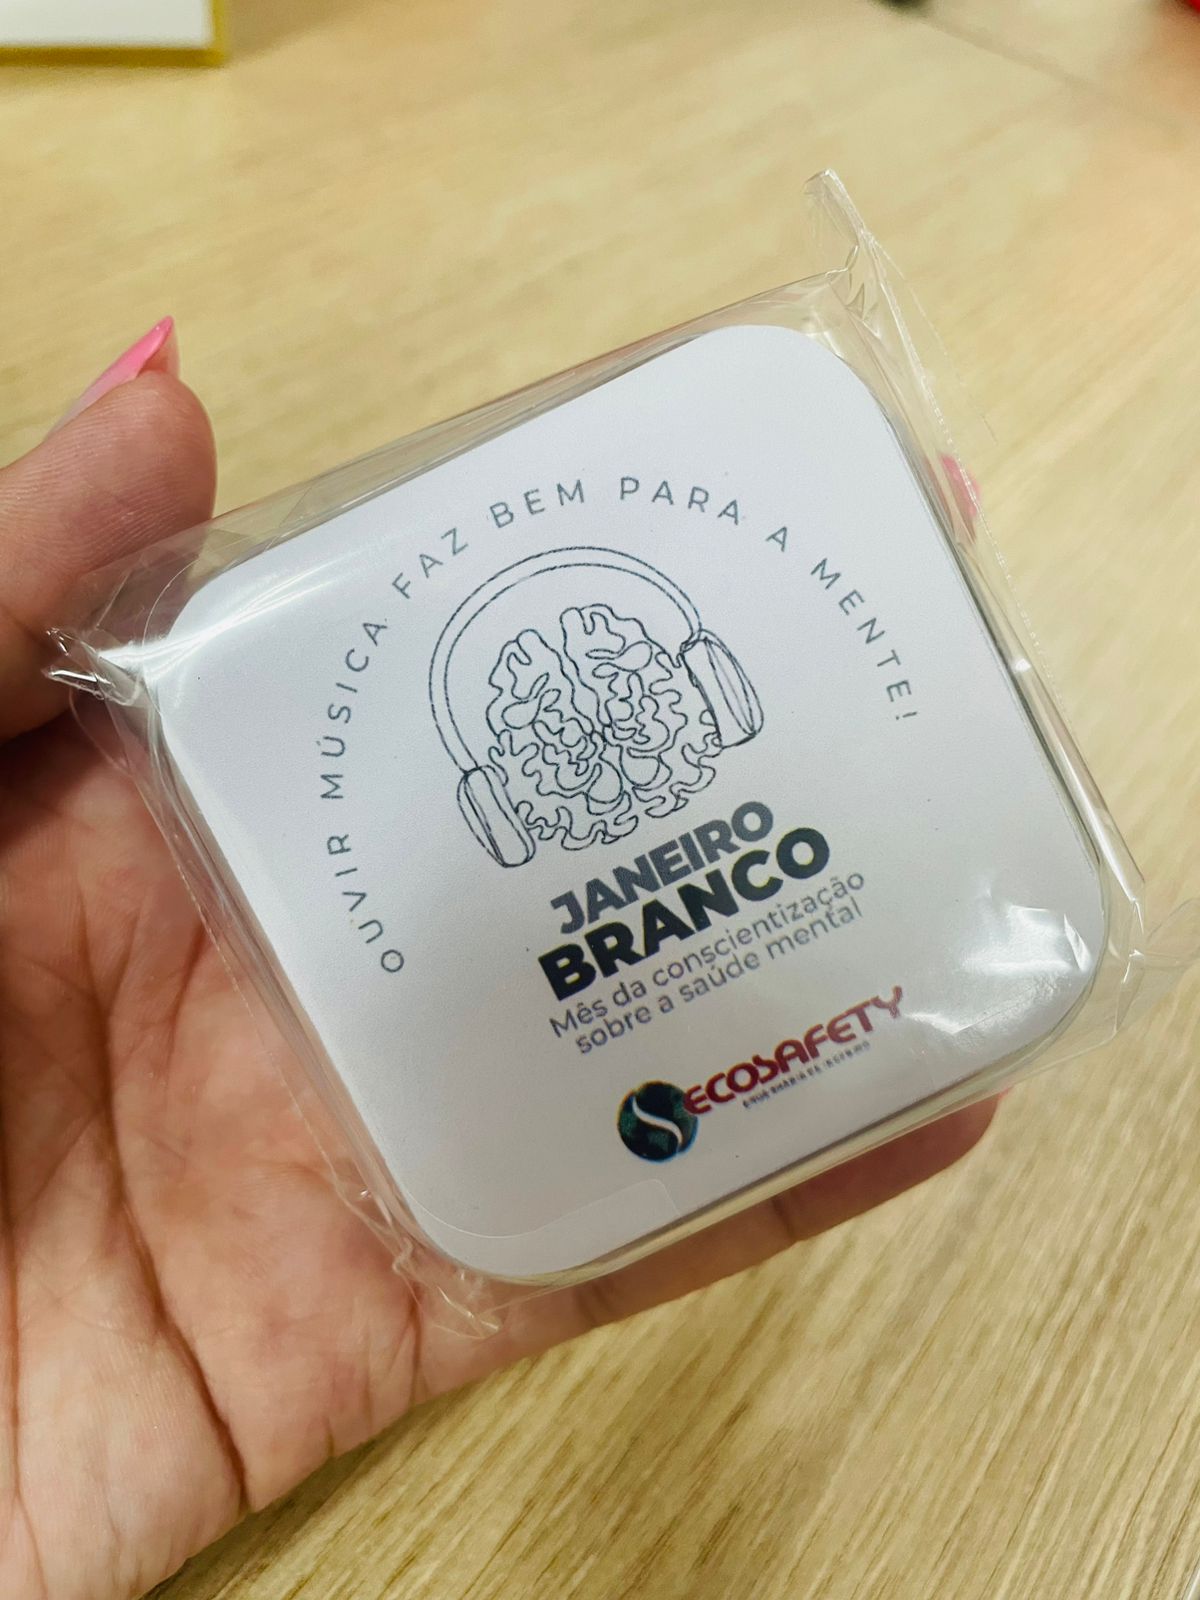 OUVIR MÚSICA FAZ BEM PARA A MENTE!
JANEIRO
BRANCO
Mês da conscientização
sobre a saúde mental
ECOSAFETY